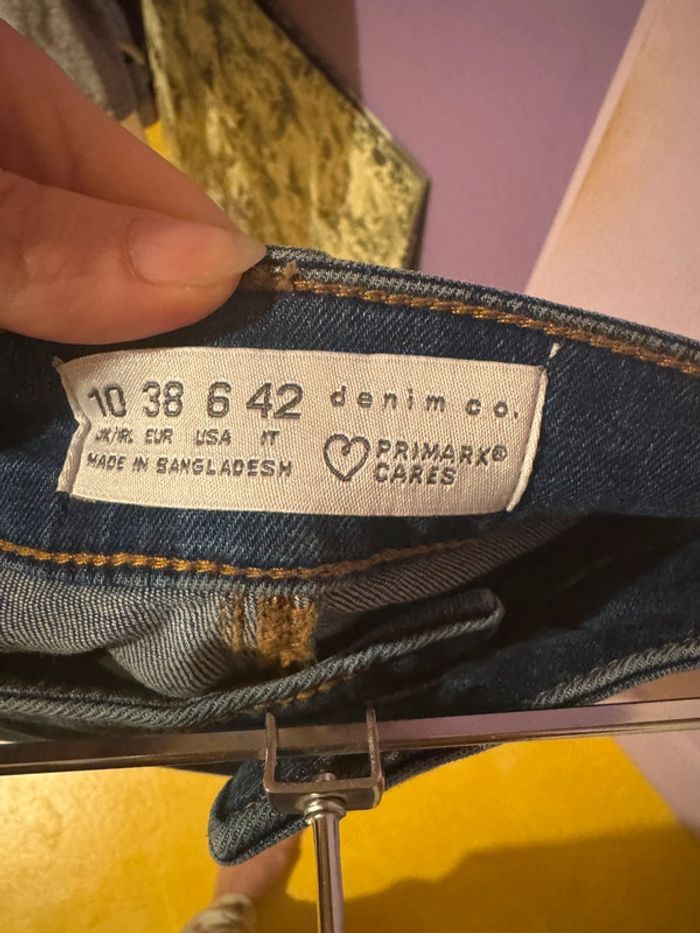 10 38 6 42 denim co.
UK/IRL EUR USA IT
MADE IN BANGLADESH
PRIMARK®
CARES